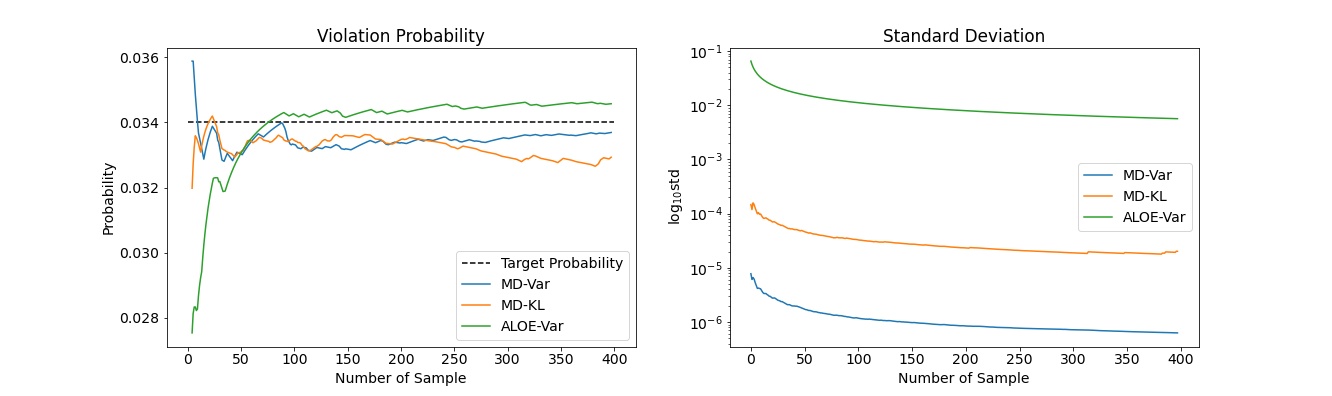 Violation Probability
0.036
0.034
0.032
0.030
0.028
Probability
0 50 100 150 200 250 300 350 400
Number of Sample
Target Probability
MD-Var
MD-KL
ALOE-Var
Standard Deviation
10⁻¹
10⁻²
10⁻³
10⁻⁴
10⁻⁵
10⁻⁶
log₁₀std
0 50 100 150 200 250 300 350 400
Number of Sample
MD-Var
MD-KL
ALOE-Var